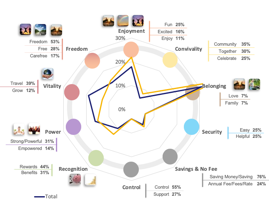 Enjoyment
30%
Fun 20%
Excited 16%
Enjoy 11%
Freedom 53%
Free 28%
Carefree 17%
Freedom
20%
Conviviality
Community 35%
Together 30%
Celebrate 25%
Travel 39%
Grow 12%
Vitality
10%
Belonging
Love 7%
Family 7%
0%
Strong/Powerful 31%
Empowered 14%
Power
Security
Easy 25%
Helpful 25%
Rewards 44%
Benefits 31%
Recognition
Savings & No Fee
Saving Money/Saving 76%
Annual Fee/Fees/Rate 24%
Control
Control 55%
Support 27%
Total